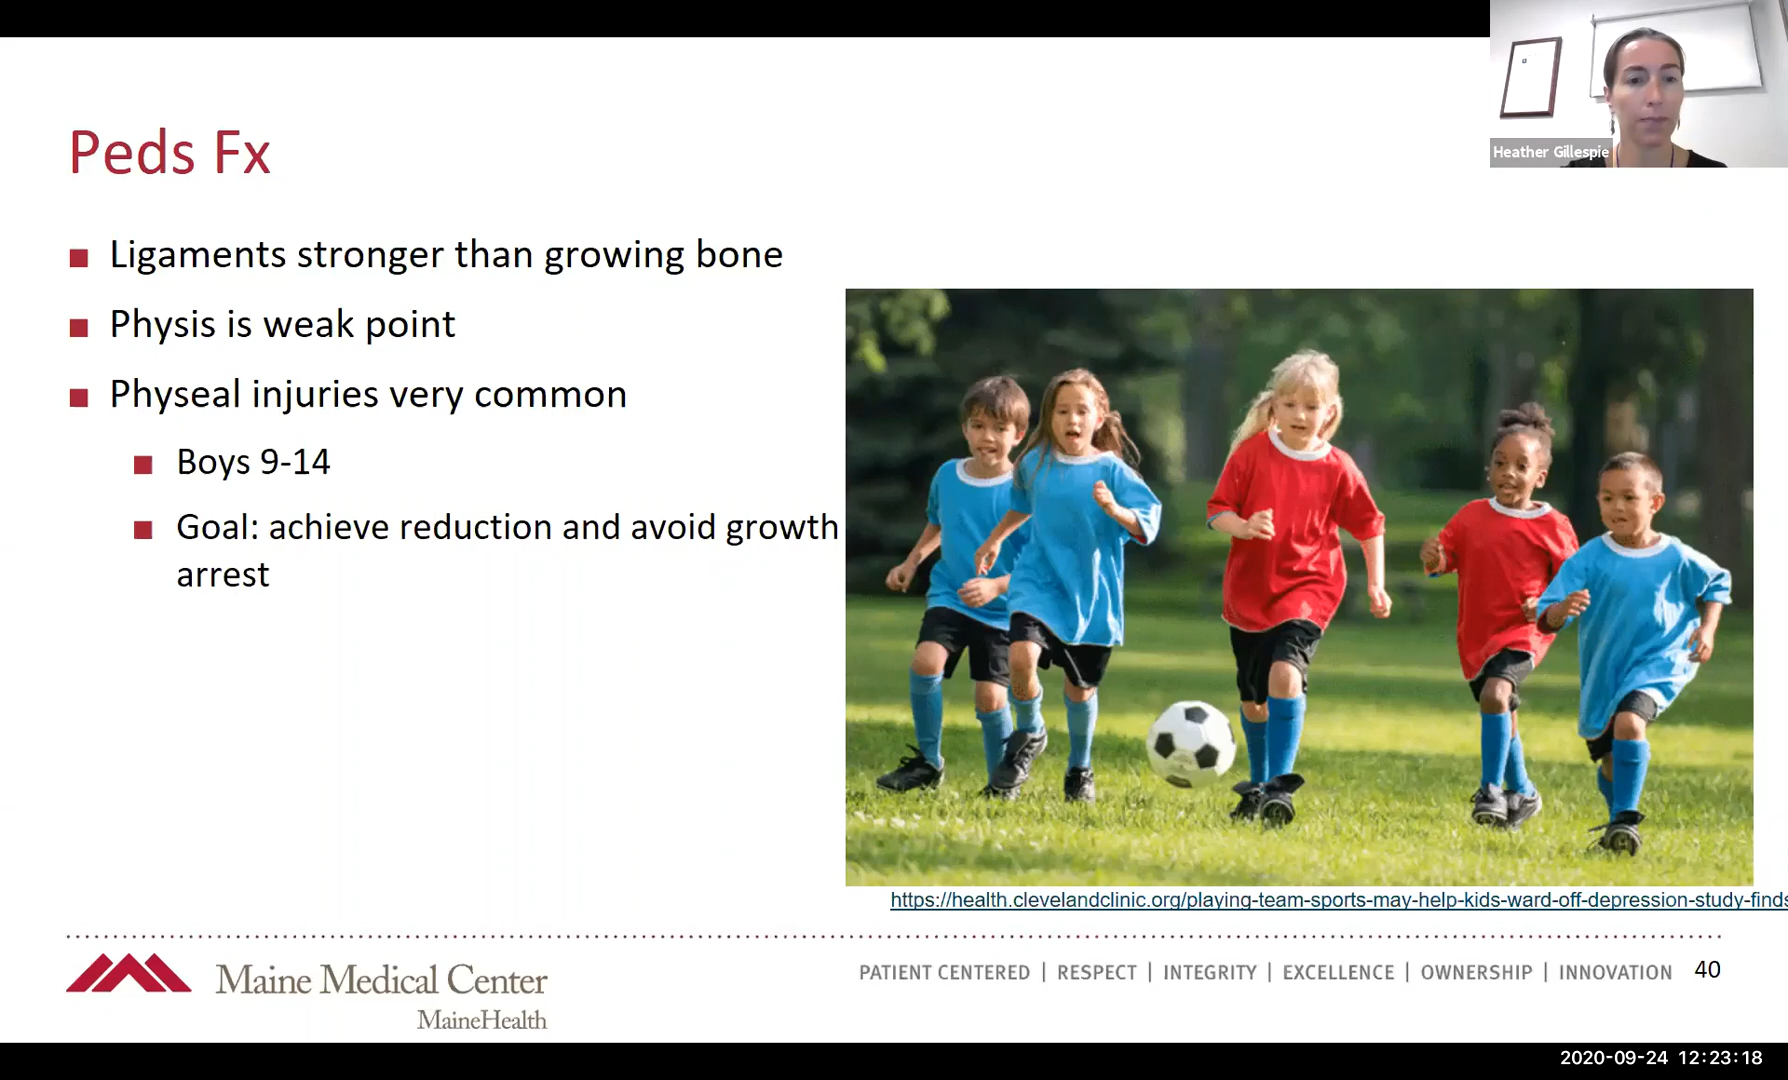 Heather Gillespie
Peds Fx
Ligaments stronger than growing bone
Physis is weak point
Physeal injuries very common
Boys 9-14
Goal: achieve reduction and avoid growth
arrest
https://health.clevelandclinic.org/playing-team-sports-may-help-kids-ward-off-depression-study-finds
Maine Medical Center
MaineHealth
PATIENT CENTERED | RESPECT | INTEGRITY | EXCELLENCE | OWNERSHIP | INNOVATION 40
2020-09-24 12:23:18